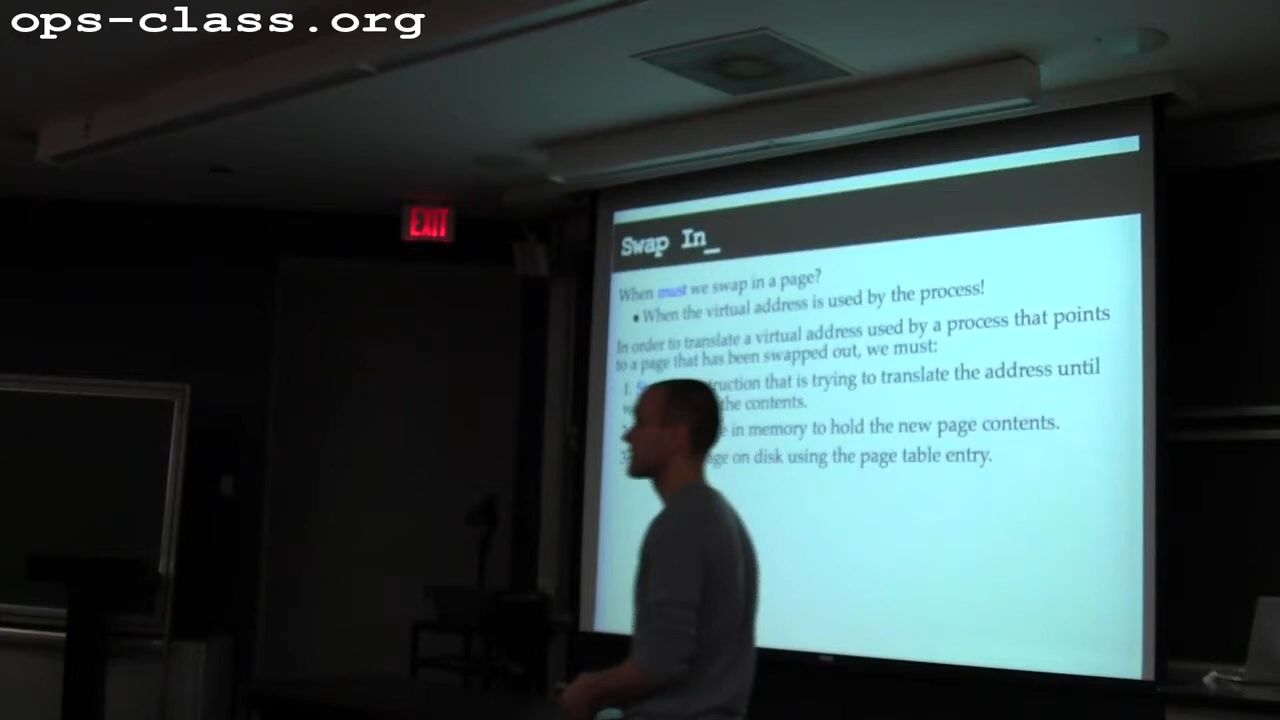 ops-class.org
EXIT
Swap In_
When must we swap in a page?
• When the virtual address is used by the process!
In order to translate a virtual address used by a process that points
to a page that has been swapped out, we must:
1. ruction that is trying to translate the address until
the contents.
in memory to hold the new page contents.
on disk using the page table entry.